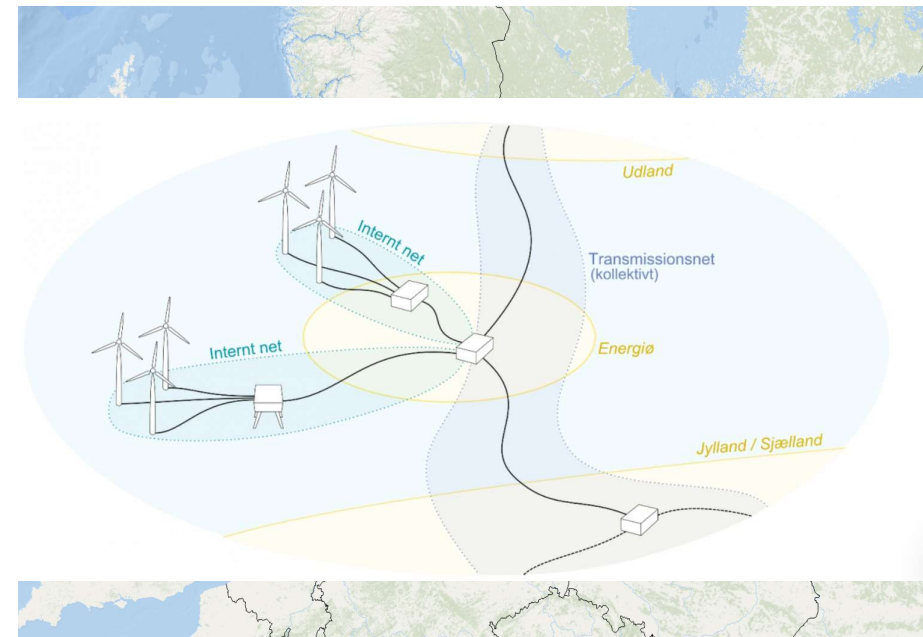 Udland
Internt net
Transmissionsnet
(kollektivt)
Internt net
Energiø
Jylland / Sjælland